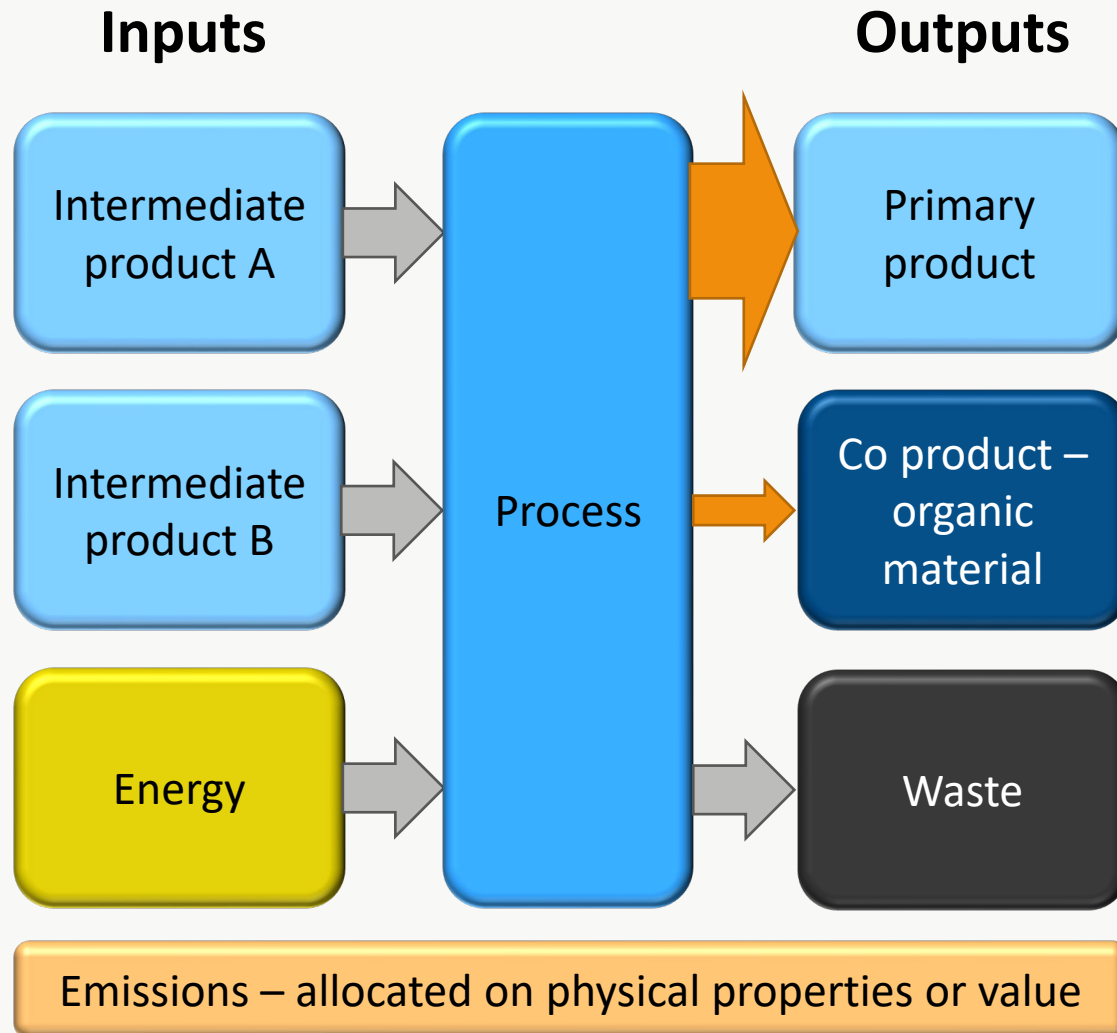 Inputs
Outputs
Intermediate
product A
Primary
product
Intermediate
product B
Process
Co product –
organic
material
Energy
Waste
Emissions – allocated on physical properties or value